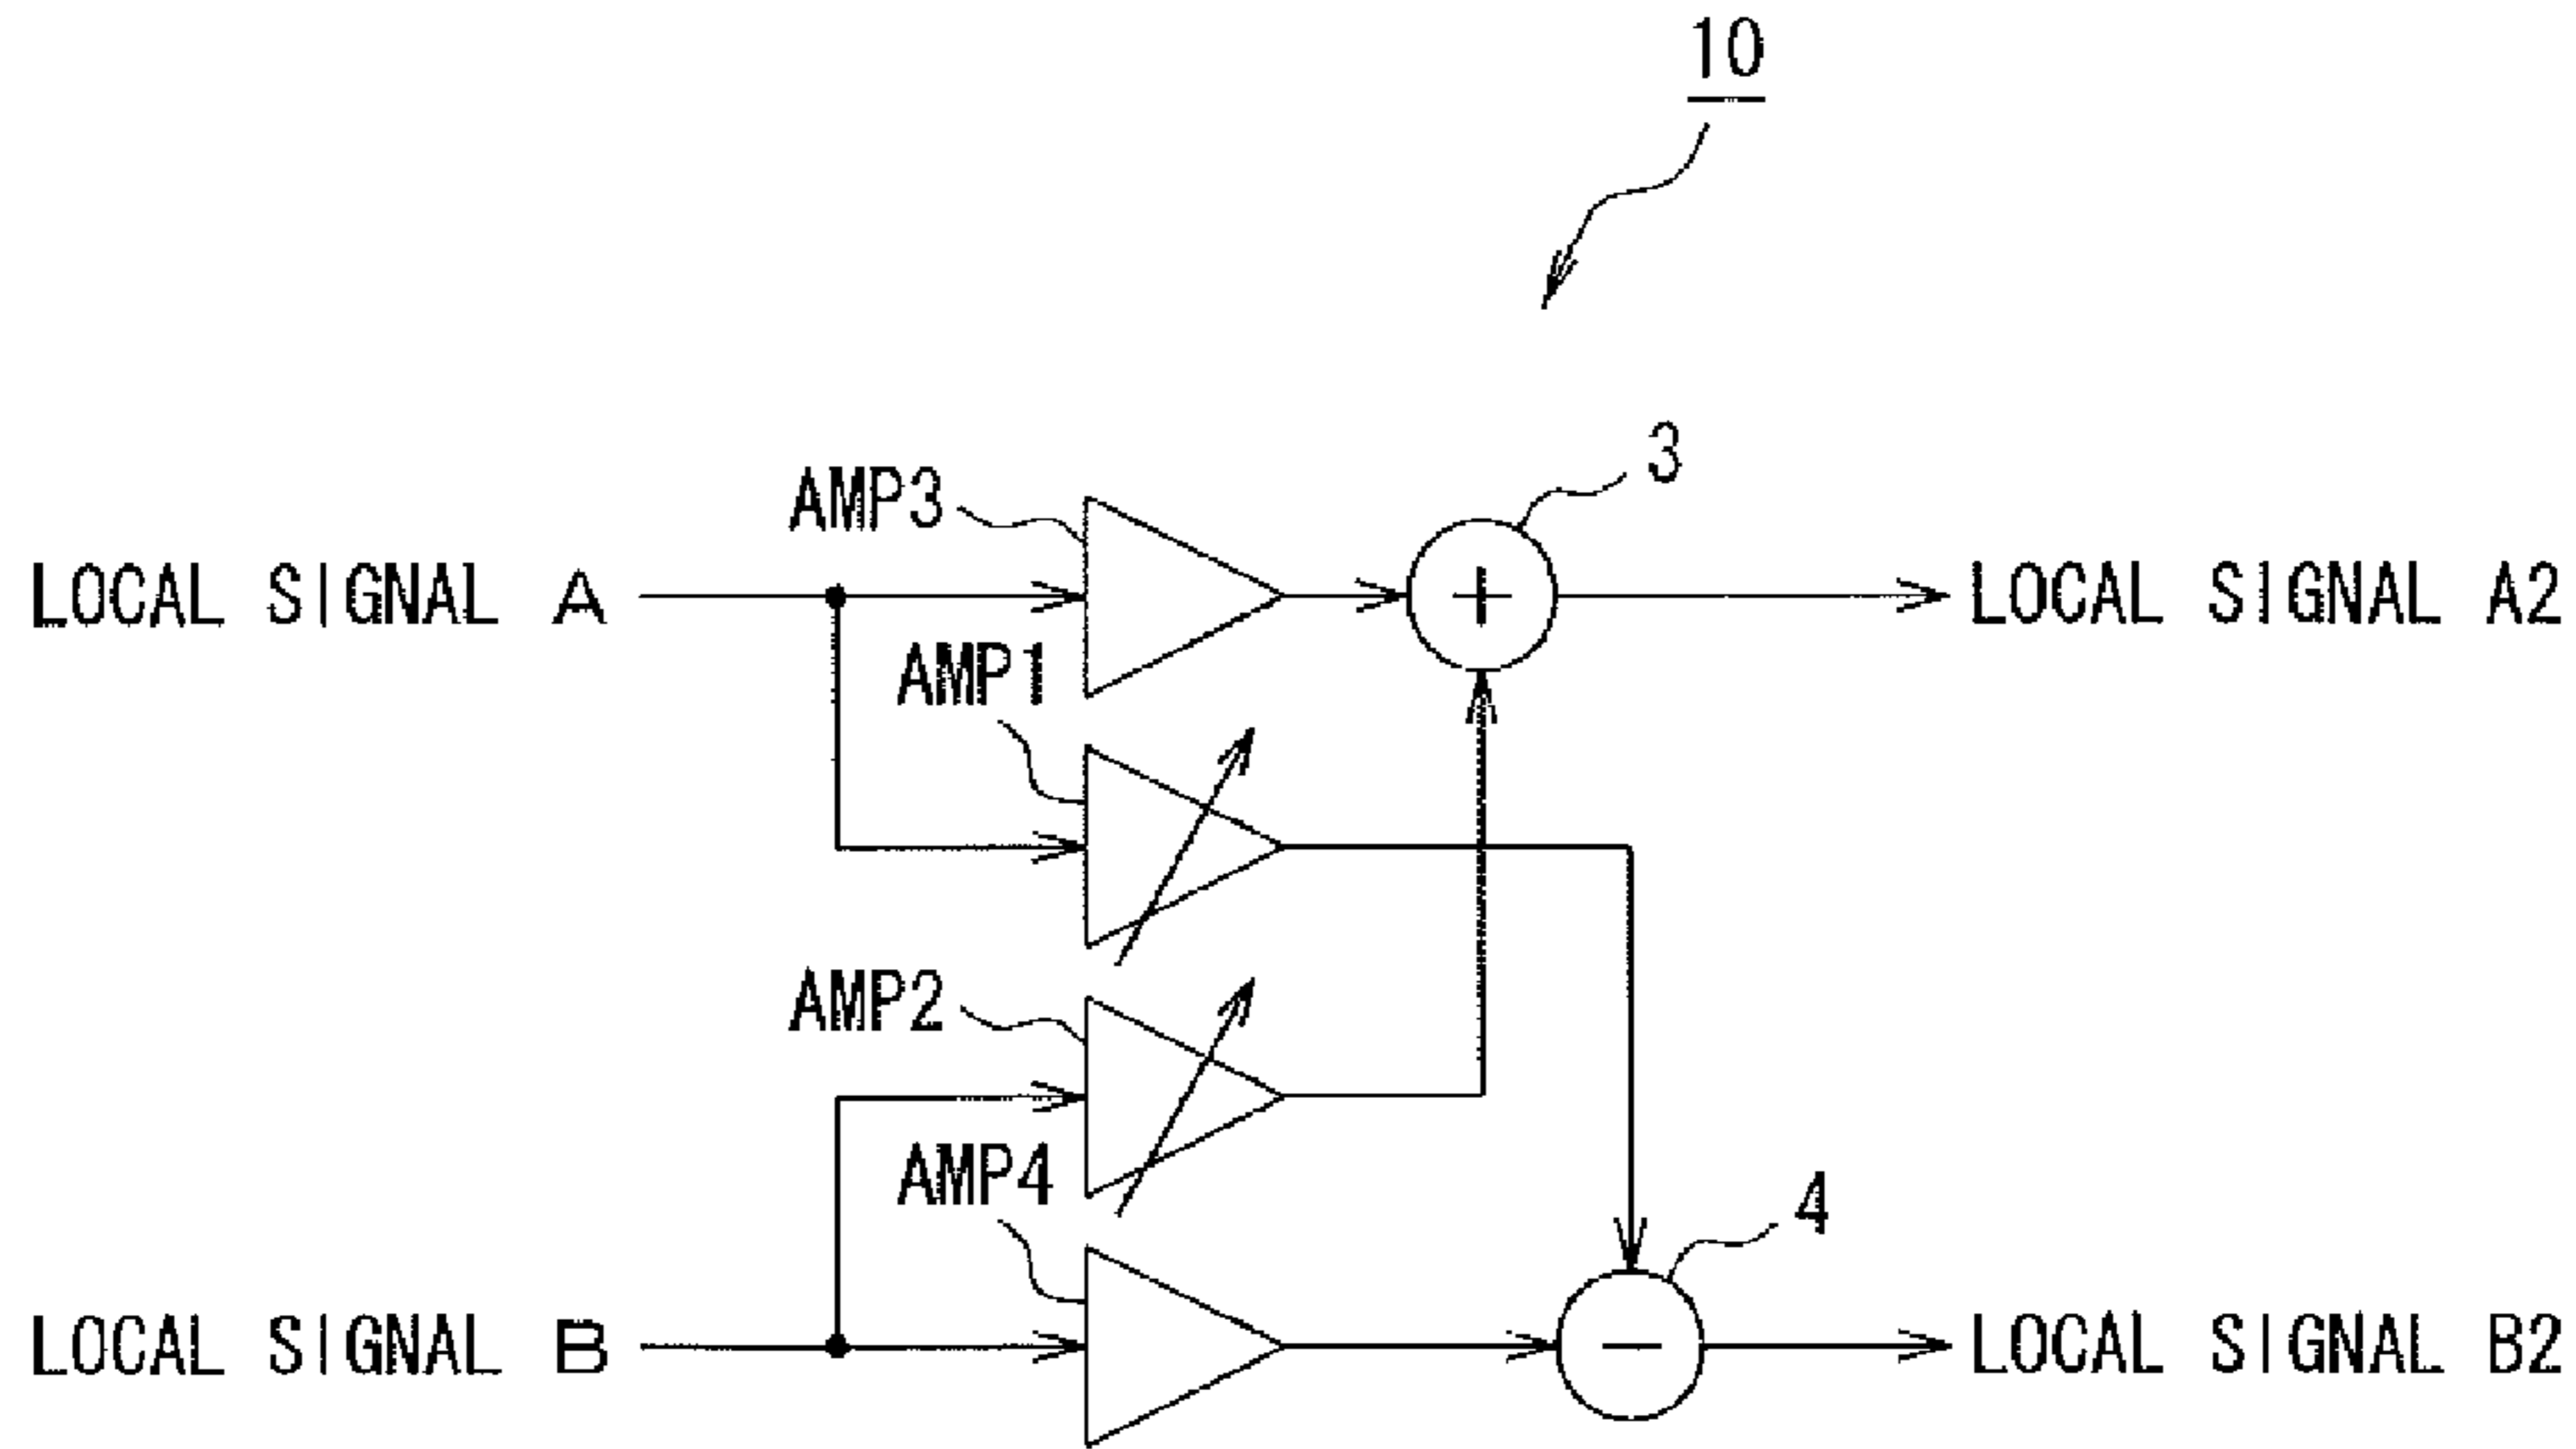 10
3
AMP3
LOCAL SIGNAL A
+
LOCAL SIGNAL A2
AMP1
AMP2
AMP4
4
LOCAL SIGNAL B
−
LOCAL SIGNAL B2